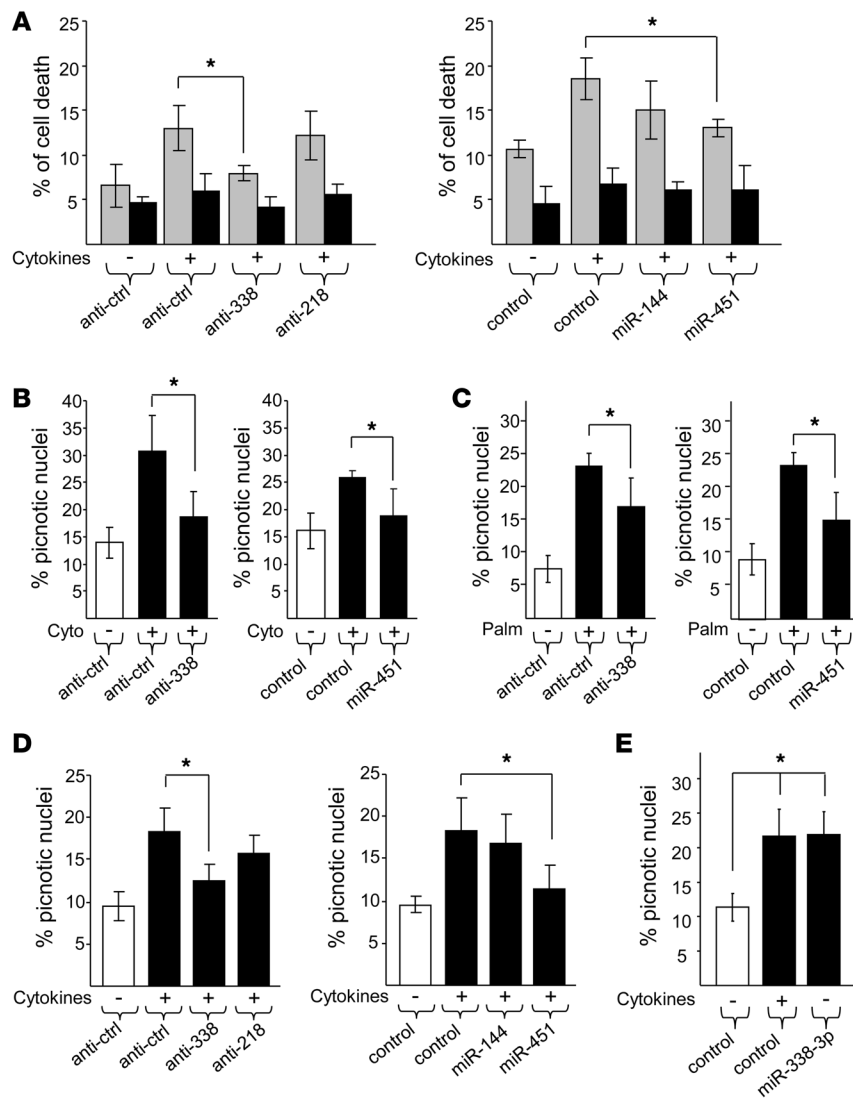 A
% of cell death
25
20
15
10
5
*
Cytokines - + + +
anti-ctrl anti-ctrl anti-338 anti-218
% of cell death
25
20
15
10
5
*
- + + +
control control miR-144 miR-451
B
% picnotic nuclei
40
35
30
25
20
15
10
5
*
Cyto - + +
anti-ctrl anti-ctrl anti-338
% picnotic nuclei
40
35
30
25
20
15
10
5
*
Cyto - + +
control control miR-451
C
% picnotic nuclei
30
25
20
15
10
5
*
Palm - + +
anti-ctrl anti-ctrl anti-338
% picnotic nuclei
30
25
20
15
10
5
*
Palm - + +
control control miR-451
D
% picnotic nuclei
25
20
15
10
5
*
Cytokines - + + +
anti-ctrl anti-ctrl anti-338 anti-218
% picnotic nuclei
25
20
15
10
5
*
Cytokines - + + +
control control miR-144 miR-451
E
% picnotic nuclei
30
25
20
15
10
5
*
Cytokines - + -
control control miR-338-3p